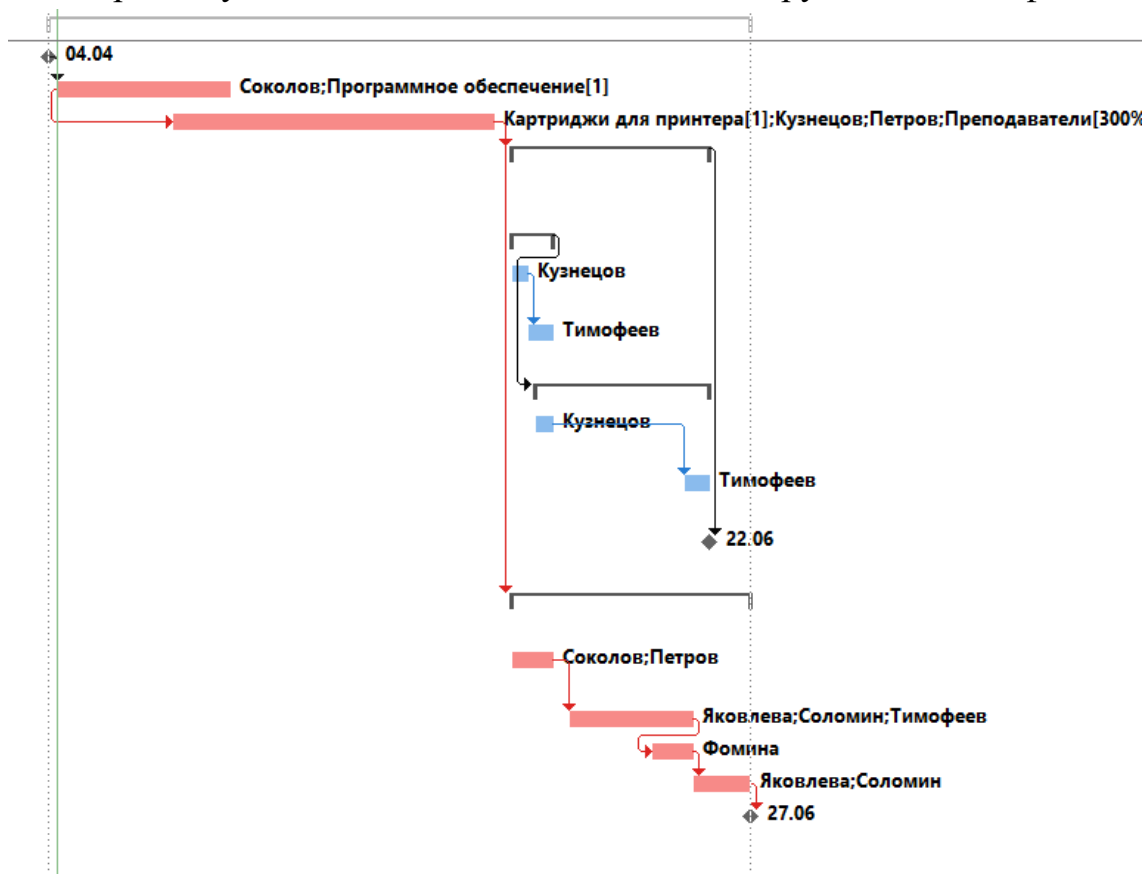 04.04
Соколов;Программное обеспечение[1]
Картриджи для принтера[1];Кузнецов;Петров;Преподаватели[300%
Кузнецов
Тимофеев
Кузнецов
Тимофеев
22.06
Соколов;Петров
Яковлева;Соломин;Тимофеев
Фомина
Яковлева;Соломин
27.06